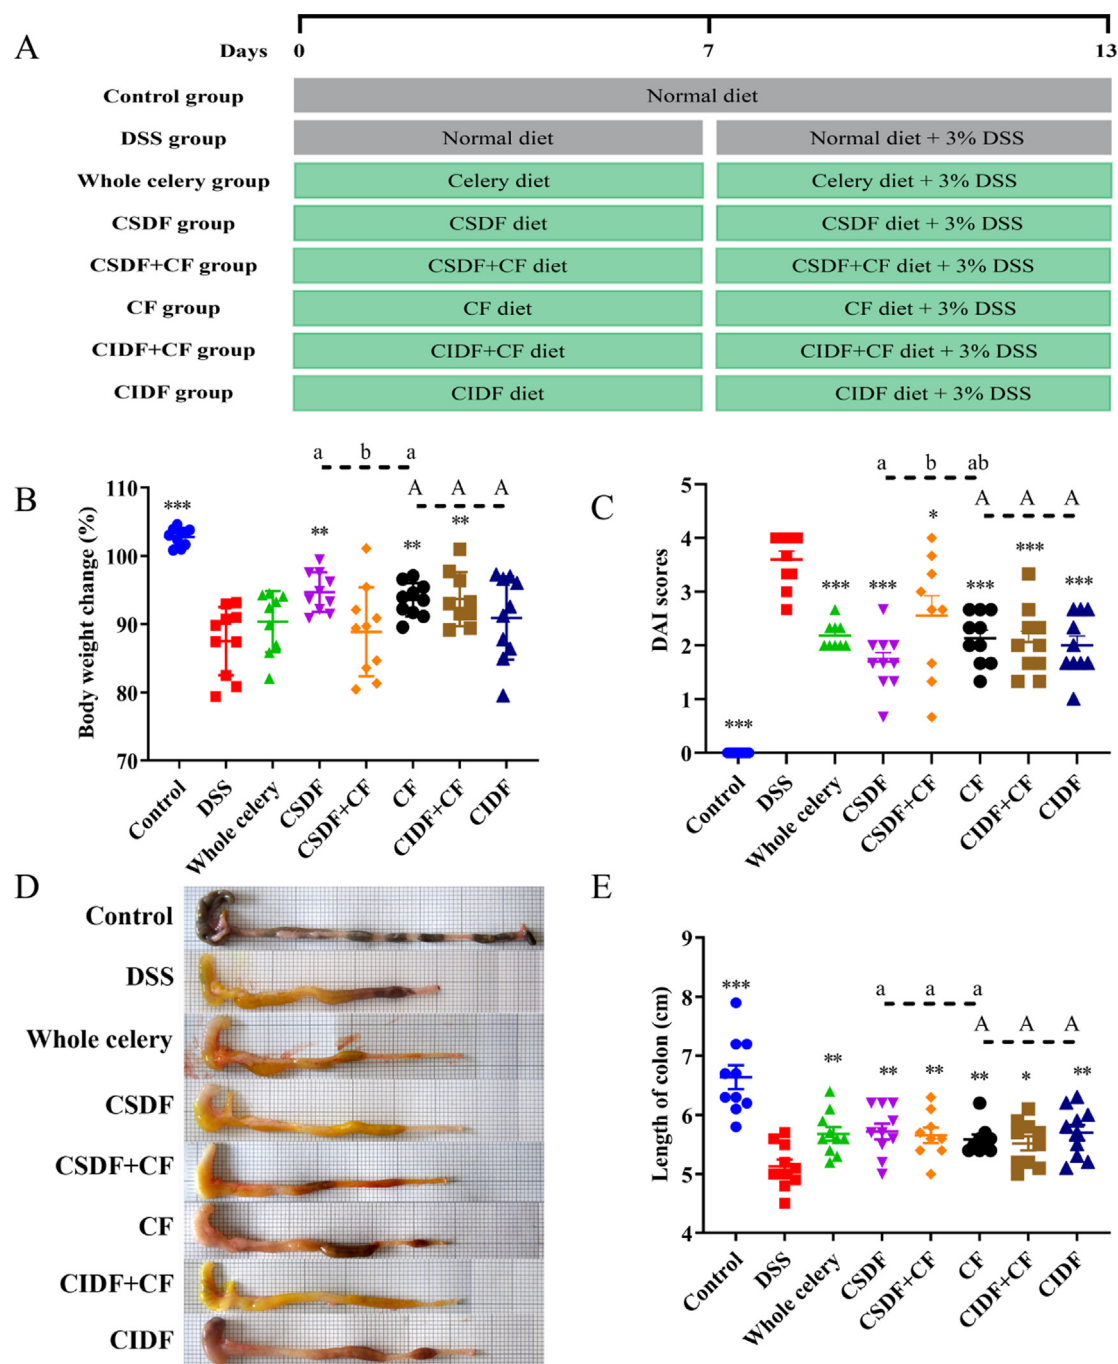 A
Days 0 7 13
Control group Normal diet
DSS group Normal diet Normal diet + 3% DSS
Whole celery group Celery diet Celery diet + 3% DSS
CSDF group CSDF diet CSDF diet + 3% DSS
CSDF+CF group CSDF+CF diet CSDF+CF diet + 3% DSS
CF group CF diet CF diet + 3% DSS
CIDF+CF group CIDF+CF diet CIDF+CF diet + 3% DSS
CIDF group CIDF diet CIDF diet + 3% DSS
B
a b a
A A A
*** ** ** **
Body weight change (%)
110
100
90
80
70
Control DSS Whole celery CSDF CSDF+CF CF CIDF+CF CIDF
C
a b ab
A A A
*** *** *** * *** *** ***
DAI scores
5
4
3
2
1
0
Control DSS Whole celery CSDF CSDF+CF CF CIDF+CF CIDF
D
Control
DSS
Whole celery
CSDF
CSDF+CF
CF
CIDF+CF
CIDF
E
a a a
A A A
*** ** ** ** ** * **
Length of colon (cm)
9
8
7
6
5
4
Control DSS Whole celery CSDF CSDF+CF CF CIDF+CF CIDF